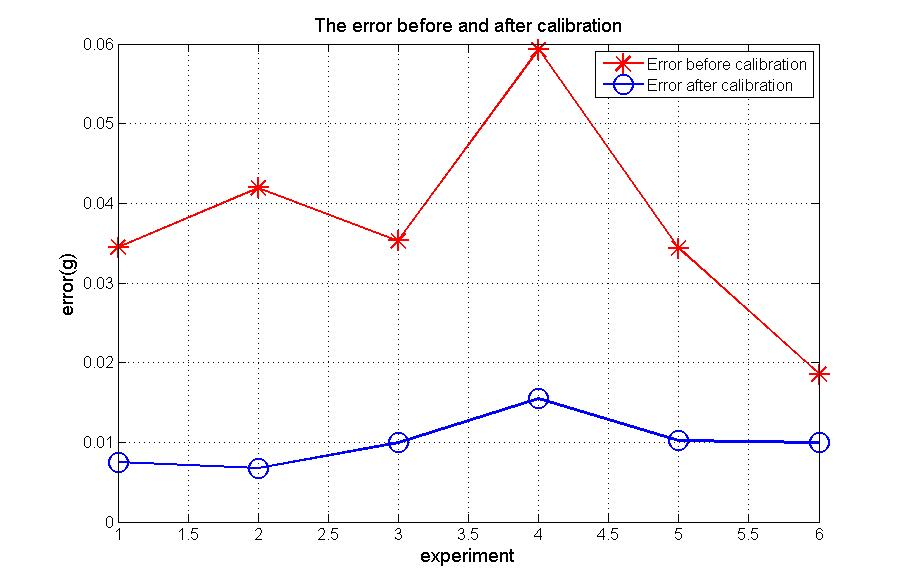 The error before and after calibration
Error before calibration
Error after calibration
0.06
0.05
0.04
0.03
0.02
0.01
0
error(g)
1 1.5 2 2.5 3 3.5 4 4.5 5 5.5 6
experiment